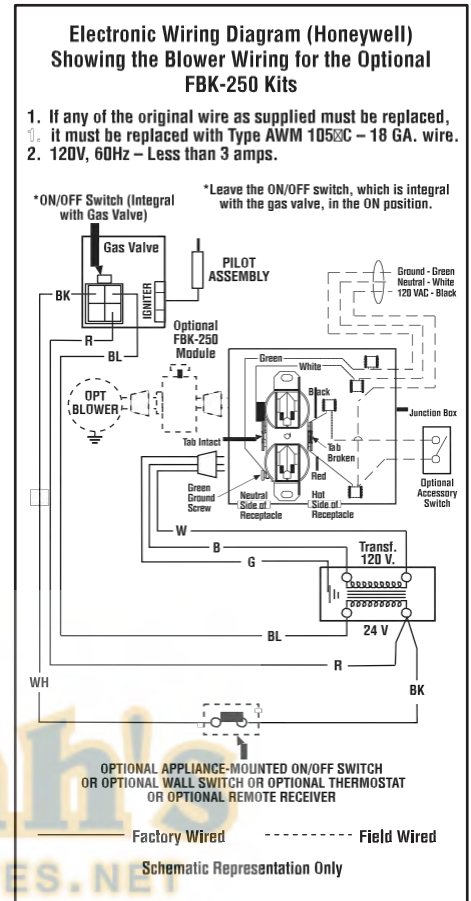 Electronic Wiring Diagram (Honeywell)
Showing the Blower Wiring for the Optional
FBK-250 Kits
1. If any of the original wire as supplied must be replaced,
1. it must be replaced with Type AWM 105☒C – 18 GA. wire.
2. 120V, 60Hz – Less than 3 amps.
*ON/OFF Switch (Integral
with Gas Valve)
*Leave the ON/OFF switch, which is integral
with the gas valve, in the ON position.
Gas Valve
IGNITER
PILOT
ASSEMBLY
Ground - Green
Neutral - White
120 VAC - Black
BK
R
BL
Optional
FBK-250
Module
OPT
BLOWER
Green
White
Black
Junction Box
Tab Intact
Tab
Broken
Red
Green
Ground
Screw
Neutral
Side of
Receptacle
Hot
Side of
Receptacle
Optional
Accessory
Switch
W
B
G
Transf.
120 V.
24 V
BL
R
WH
BK
OPTIONAL APPLIANCE-MOUNTED ON/OFF SWITCH
OR OPTIONAL WALL SWITCH OR OPTIONAL THERMOSTAT
OR OPTIONAL REMOTE RECEIVER
Factory Wired
Field Wired
Schematic Representation Only
ah's
ES.NET